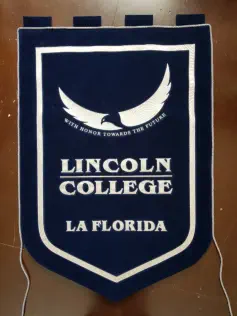 WITH HONOR TOWARDS THE FUTURE
LINCOLN
COLLEGE
LA FLORIDA